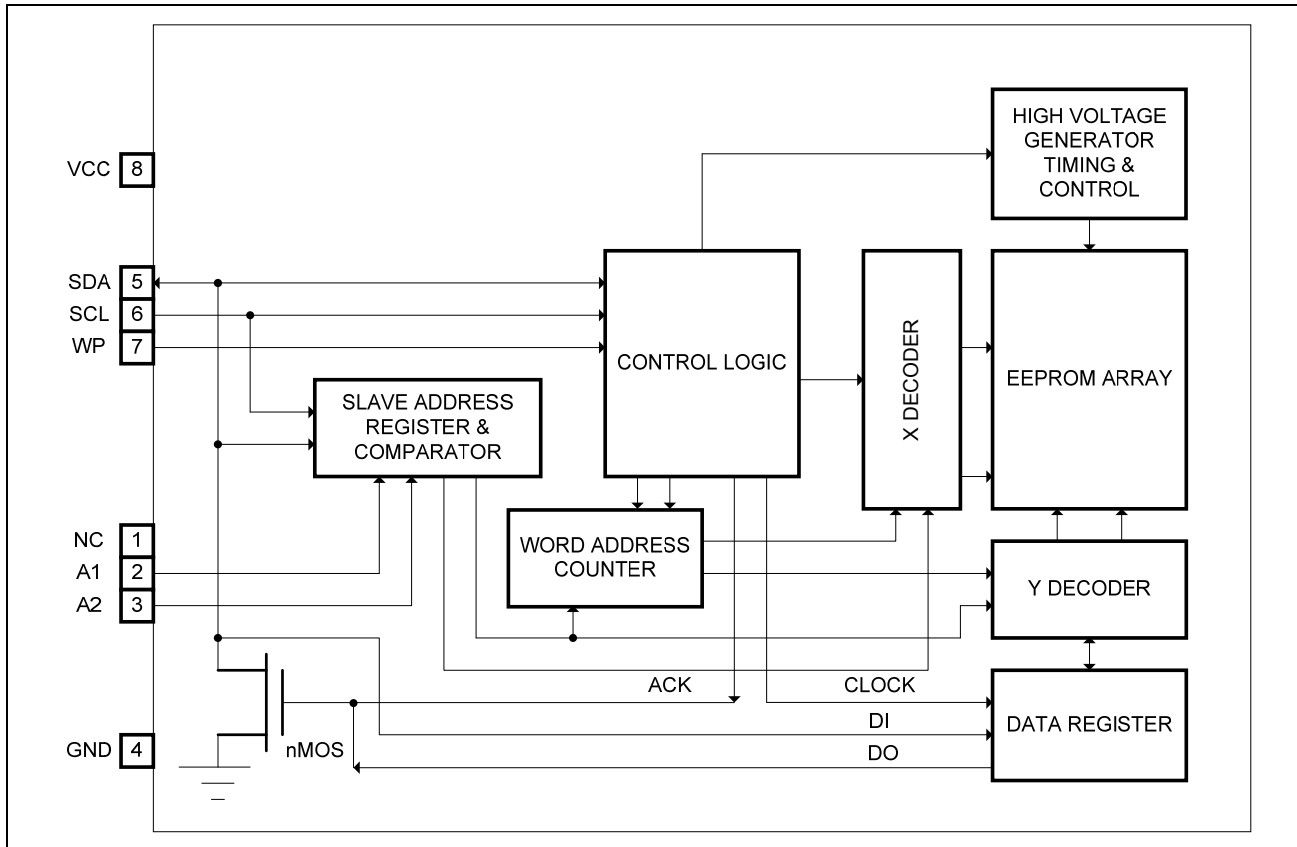 HIGH VOLTAGE
GENERATOR
TIMING &
CONTROL
VCC 8
SDA 5
SCL 6
WP 7
CONTROL LOGIC
X DECODER
EEPROM ARRAY
SLAVE ADDRESS
REGISTER &
COMPARATOR
NC 1
A1 2
A2 3
WORD ADDRESS
COUNTER
Y DECODER
ACK
CLOCK
DI
DO
DATA REGISTER
GND 4
nMOS